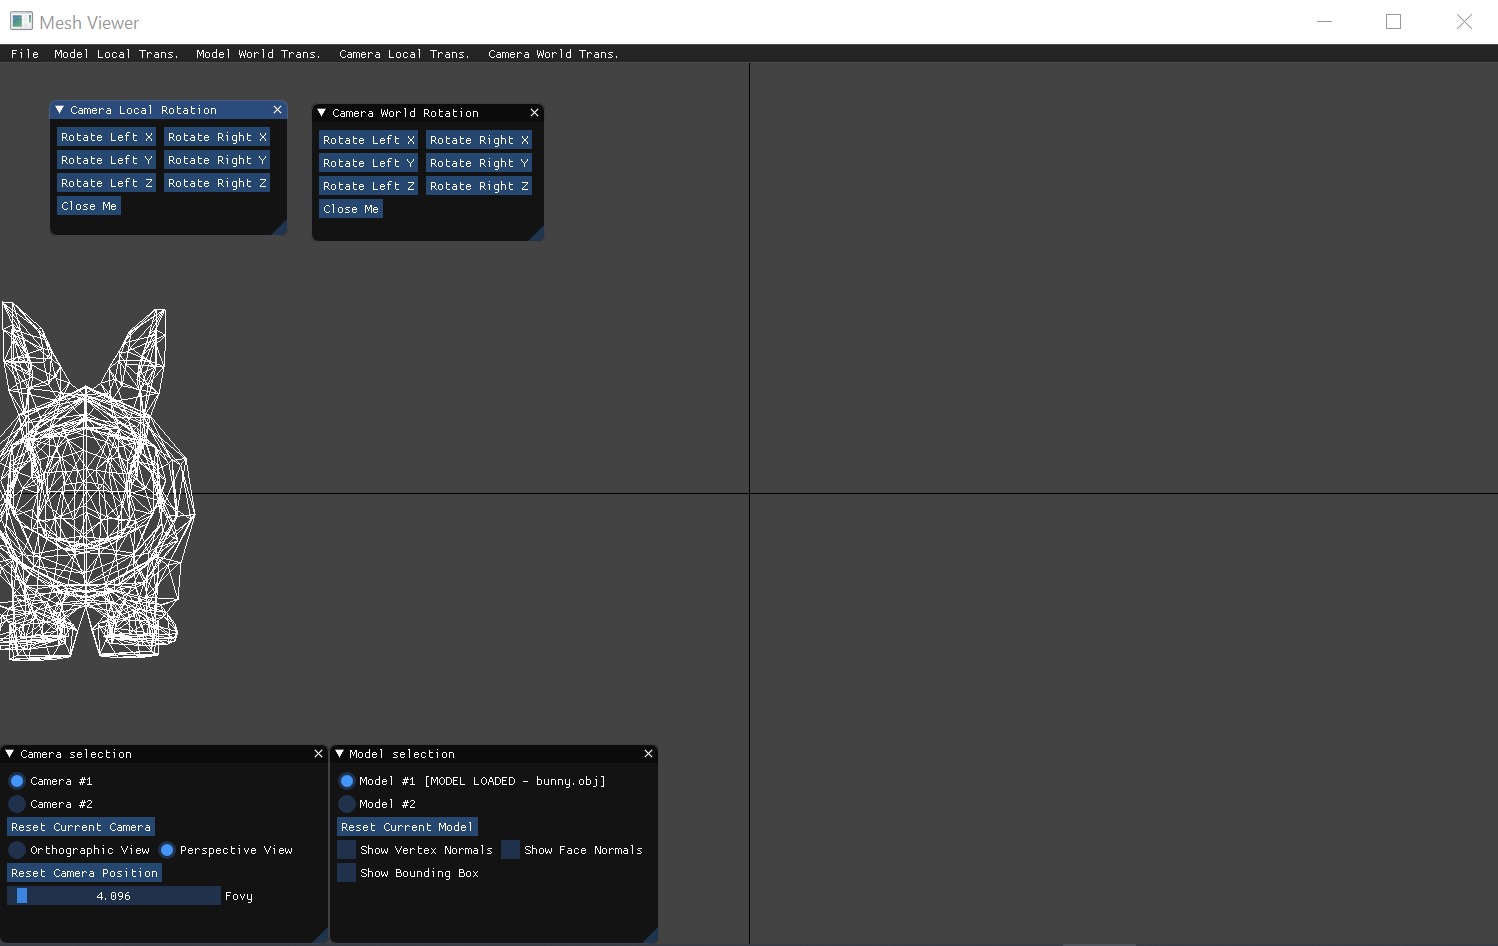 Mesh Viewer
File Model Local Trans. Model World Trans. Camera Local Trans. Camera World Trans.
Camera Local Rotation
Rotate Left X Rotate Right X
Rotate Left Y Rotate Right Y
Rotate Left Z Rotate Right Z
Close Me
Camera World Rotation
Rotate Left X Rotate Right X
Rotate Left Y Rotate Right Y
Rotate Left Z Rotate Right Z
Close Me
Camera selection
Camera #1
Camera #2
Reset Current Camera
Orthographic View Perspective View
Reset Camera Position
4.096 Fovy
Model selection
Model #1 [MODEL LOADED - bunny.obj]
Model #2
Reset Current Model
Show Vertex Normals Show Face Normals
Show Bounding Box